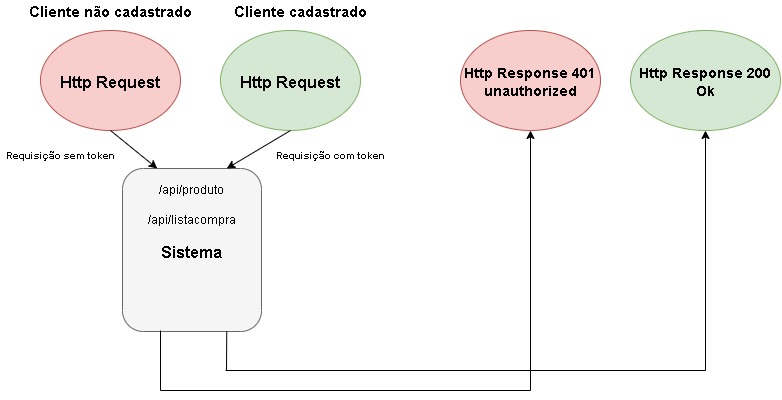 Cliente não cadastrado
Cliente cadastrado
Http Request
Http Request
Http Response 401
unauthorized
Http Response 200
Ok
Requisição sem token
Requisição com token
/api/produto
/api/listacompra
Sistema